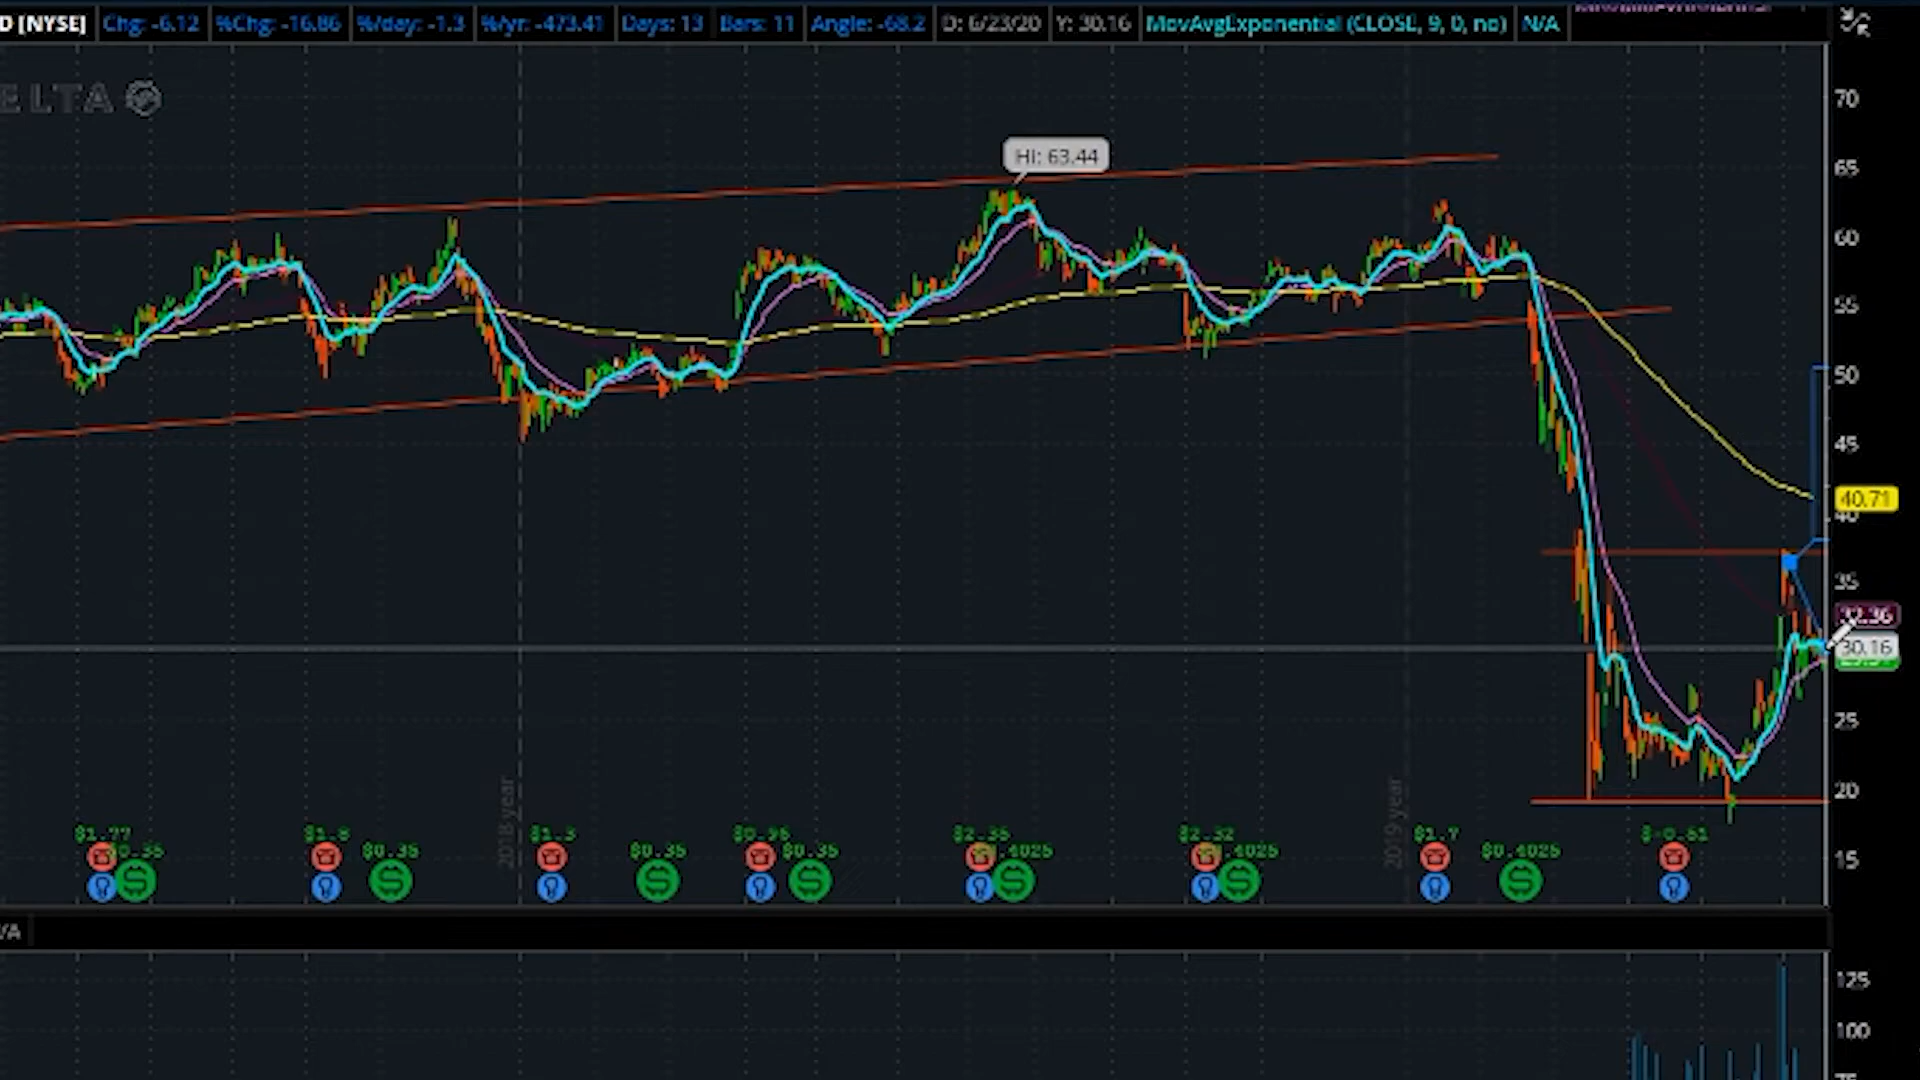 D [NYSE] Chg: -6.12 %Chg: -16.86 %/day: -1.3 %/yr: -473.41 Days: 13 Bars: 11 Angle: -68.2 D: 6/23/20 Y: 30.16 MovAvgExponential (CLOSE, 9, 0, no) N/A
ELTA
70
Hi: 63.44
65
60
55
50
45
40.71
40
35
32.36
30.16
25
20
2018 year
2019 year
$1.77 $1.8 $1.3 $0.96 $2.35 $2.32 $1.7 $-0.51
$0.35 $0.35 $0.35 $0.35 $0.4025 $0.4025 $0.4025
15
/A
125
100
75